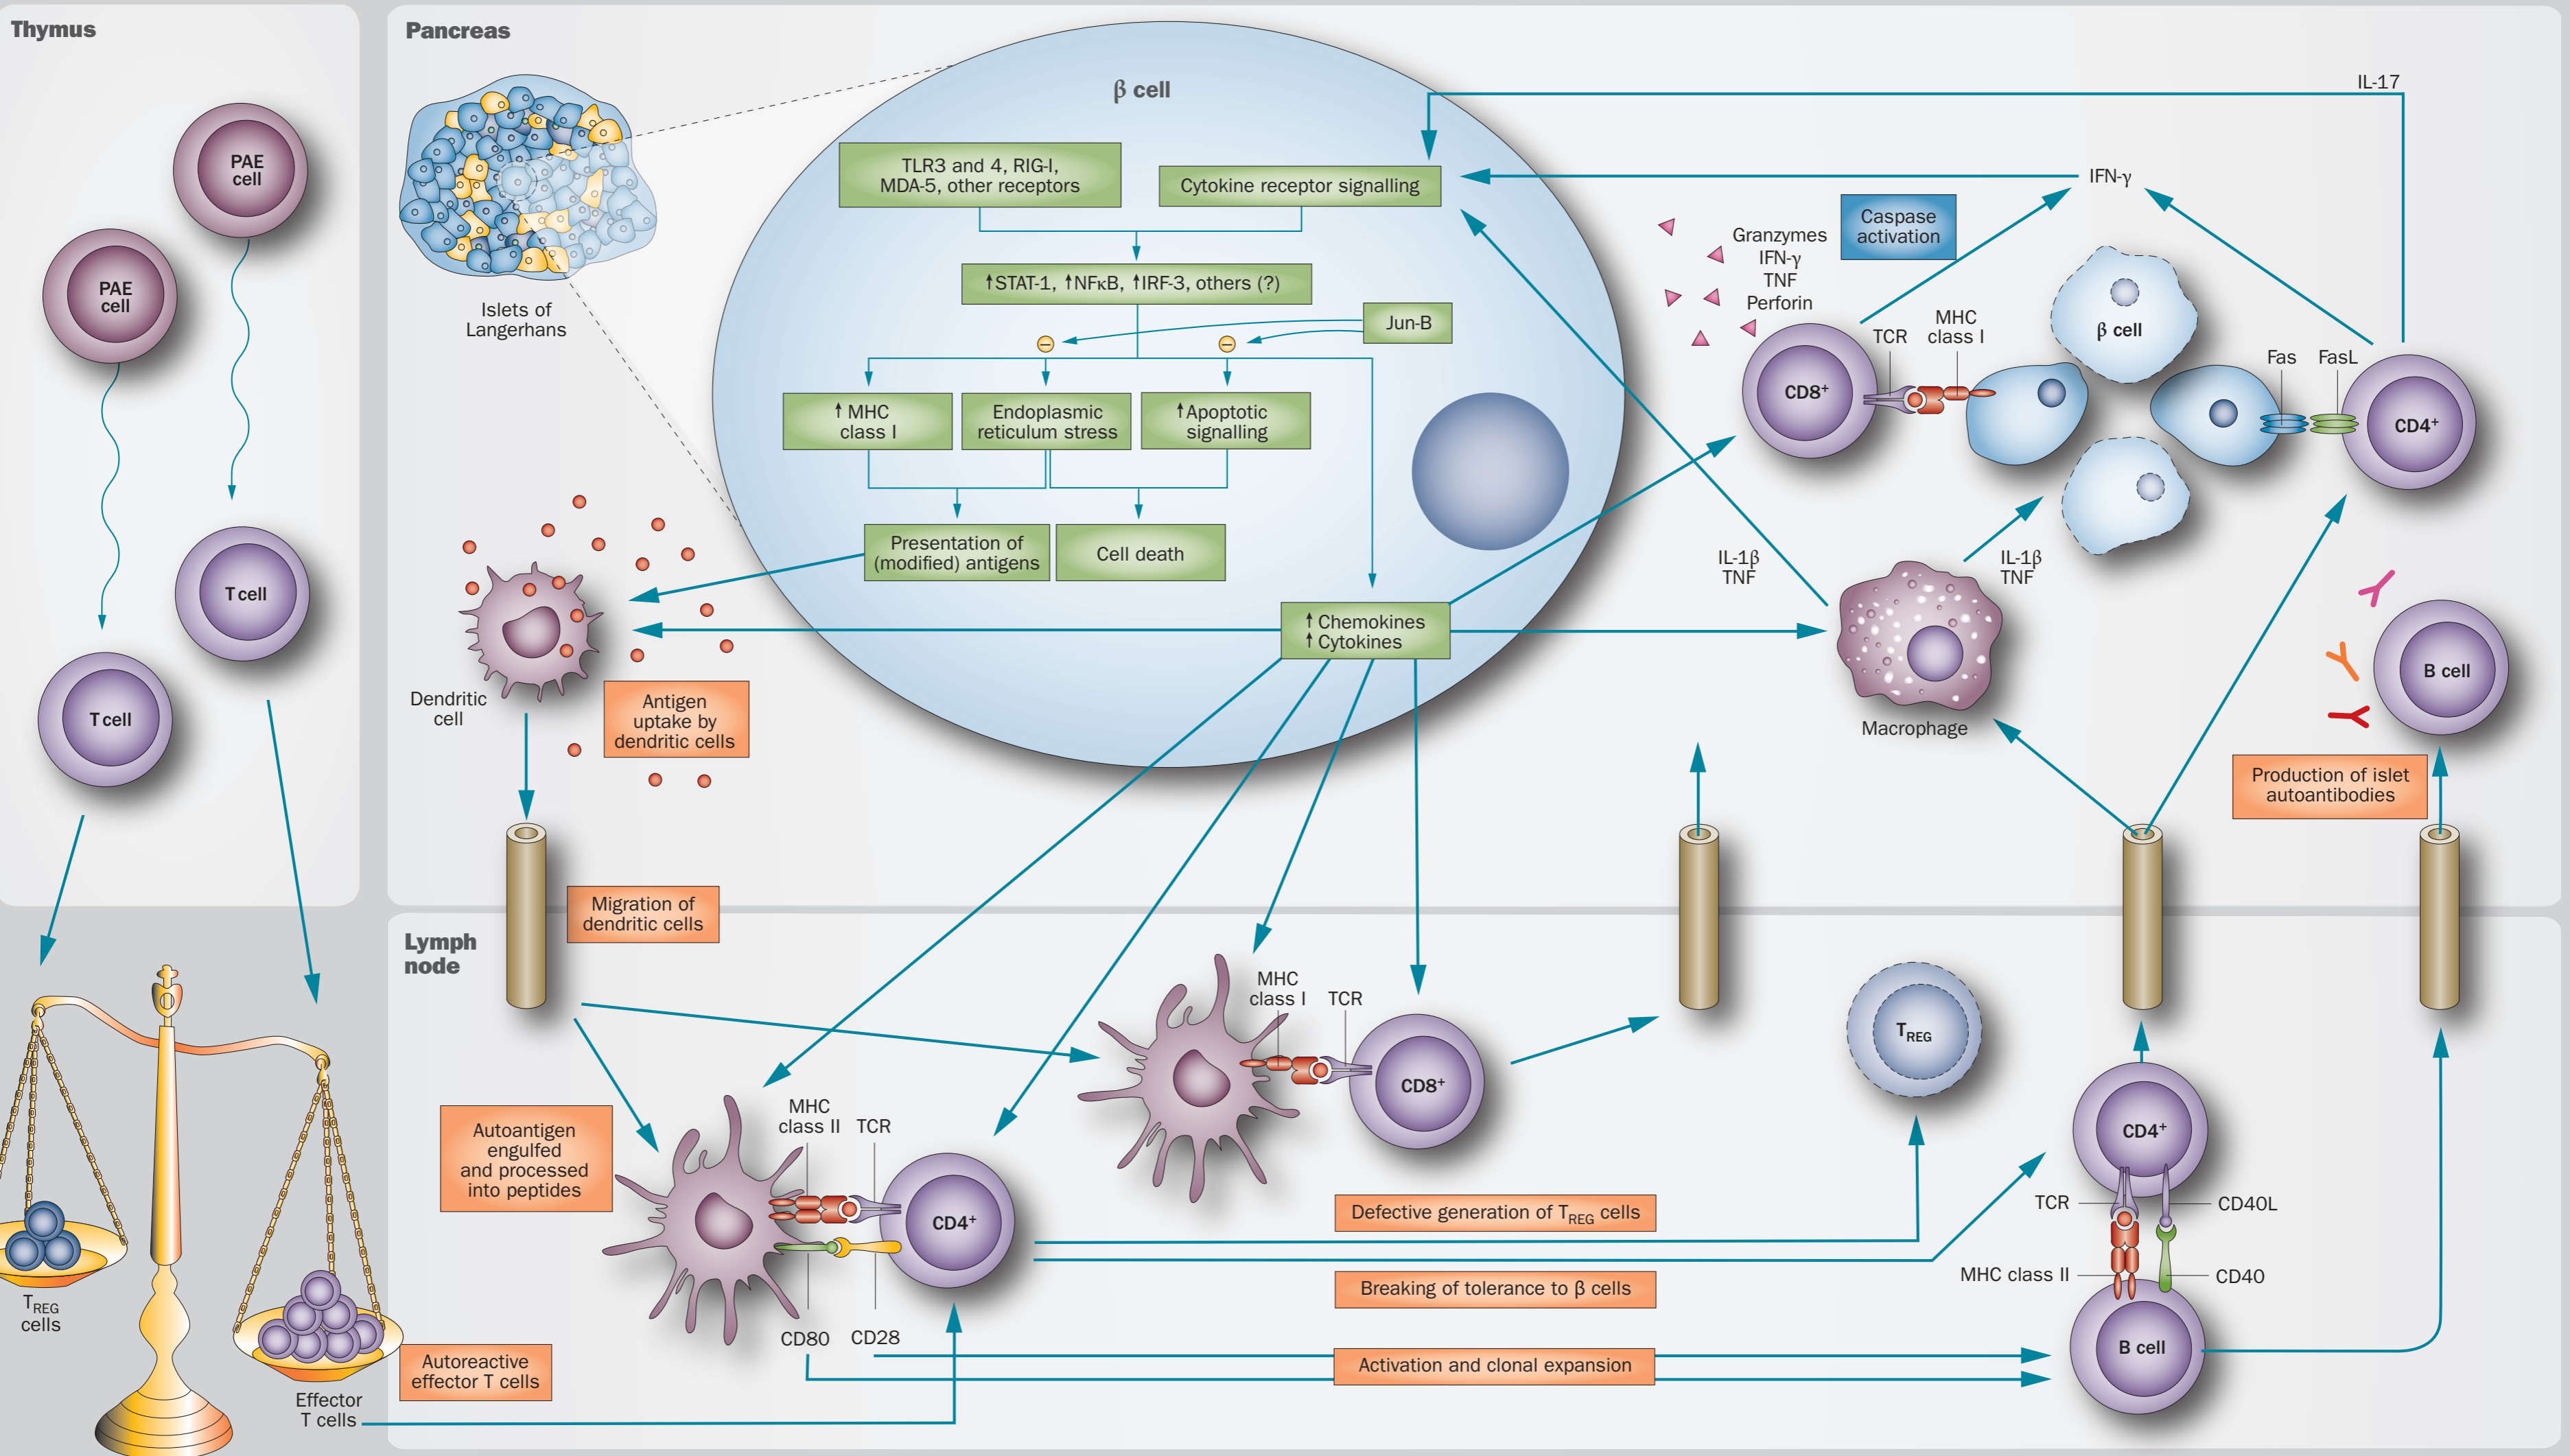 Thymus
PAE
cell
PAE
cell
T cell
T cell
T_REG
cells
Effector
T cells
Autoreactive
effector T cells
Pancreas
Islets of
Langerhans
β cell
TLR3 and 4, RIG-I,
MDA-5, other receptors
Cytokine receptor signalling
↑STAT-1, ↑NFκB, ↑IRF-3, others (?)
Jun-B
−
−
↑ MHC
class I
Endoplasmic
reticulum stress
↑ Apoptotic
signalling
Presentation of
(modified) antigens
Cell death
↑ Chemokines
↑ Cytokines
Dendritic
cell
Antigen
uptake by
dendritic cells
Migration of
dendritic cells
IL-17
IFN-γ
Caspase
activation
Granzymes
IFN-γ
TNF
Perforin
CD8+
TCR
MHC
class I
β cell
Fas
FasL
CD4+
IL-1β
TNF
IL-1β
TNF
Macrophage
B cell
Production of islet
autoantibodies
Lymph
node
Autoantigen
engulfed
and processed
into peptides
MHC
class II
TCR
CD4+
CD80
CD28
MHC
class I
TCR
CD8+
T_REG
Defective generation of T_REG cells
Breaking of tolerance to β cells
Activation and clonal expansion
CD4+
TCR
CD40L
MHC class II
CD40
B cell